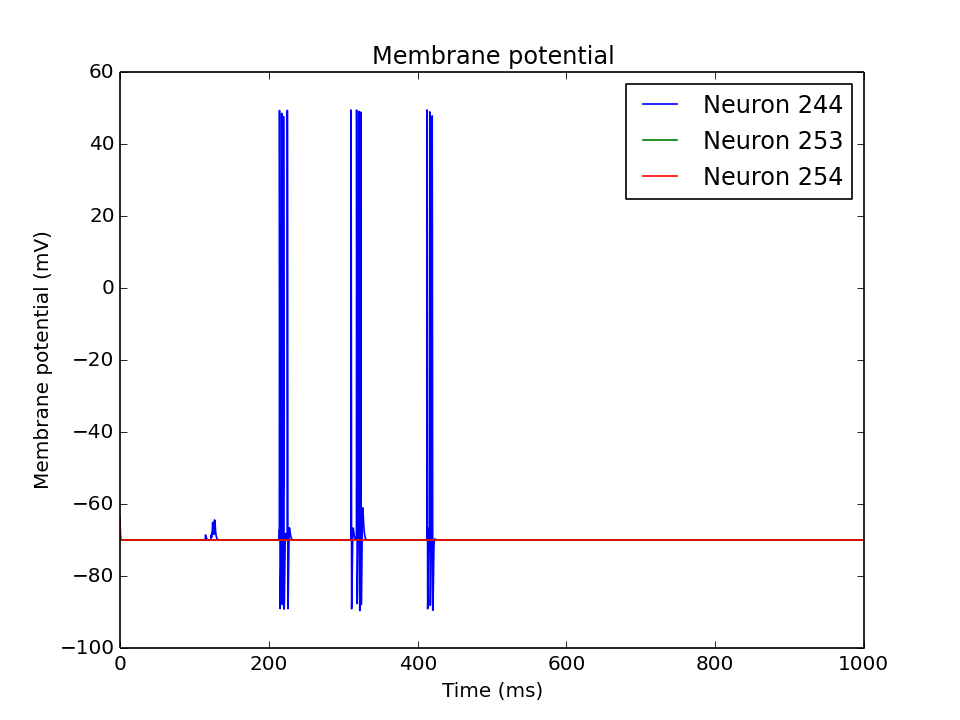 Membrane potential
Neuron 244
Neuron 253
Neuron 254
60
40
20
0
−20
−40
−60
−80
−100
Membrane potential (mV)
0 200 400 600 800 1000
Time (ms)